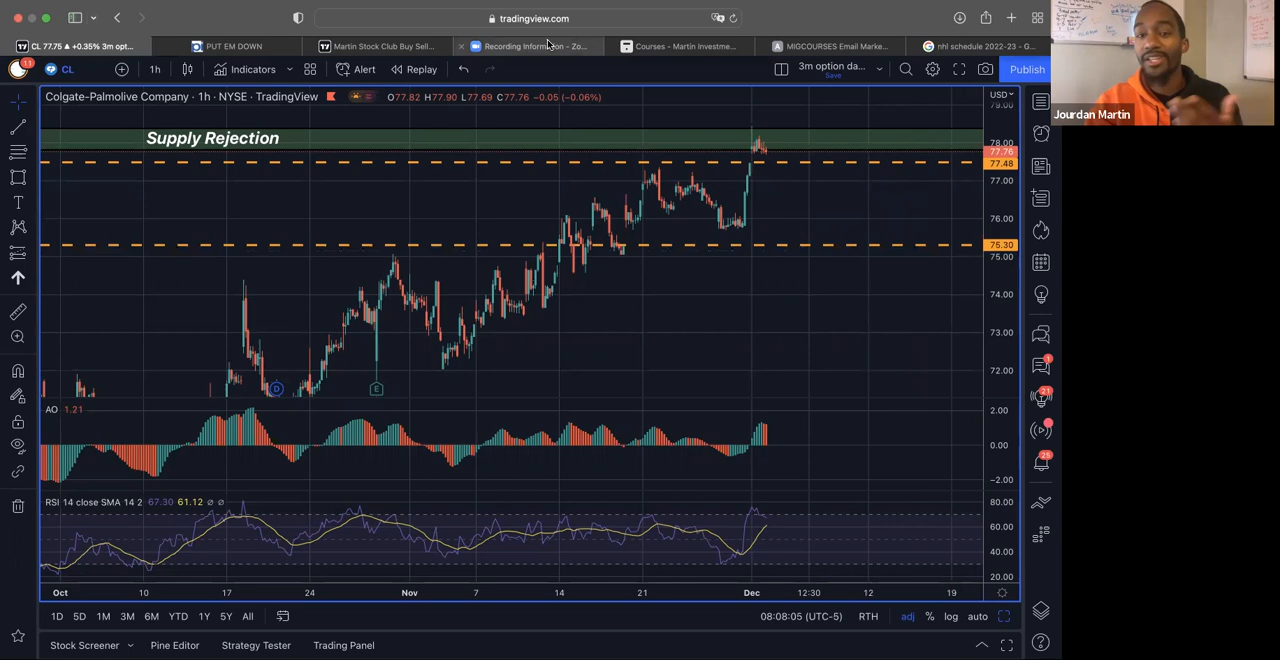 tradingview.com
CL 77.75 ▲ +0.35% 3m opt...
PUT EM DOWN
Martin Stock Club Buy Sell...
Recording Information - Zo...
Courses - Martin Investme...
MIGCOURSES Email Marke...
nhl schedule 2022-23 - G...
11
CL
1h
Indicators
Alert
Replay
3m option da...
Save
Publish
Jourdan Martin
Colgate-Palmolive Company · 1h · NYSE · TradingView
O77.82 H77.90 L77.69 C77.76 −0.05 (−0.06%)
USD
79.00
Supply Rejection
78.00
77.76
77.48
77.00
76.00
75.30
75.00
74.00
73.00
72.00
D
E
AO 1.21
2.00
0.00
−2.00
RSI 14 close SMA 14 2 67.30 61.12 ∅ ∅
80.00
60.00
40.00
20.00
Oct
10
17
24
Nov
7
14
21
Dec
12:30
12
19
1
21
25
1D
5D
1M
3M
6M
YTD
1Y
5Y
All
08:08:05 (UTC-5)
RTH
adj
%
log
auto
Stock Screener
Pine Editor
Strategy Tester
Trading Panel